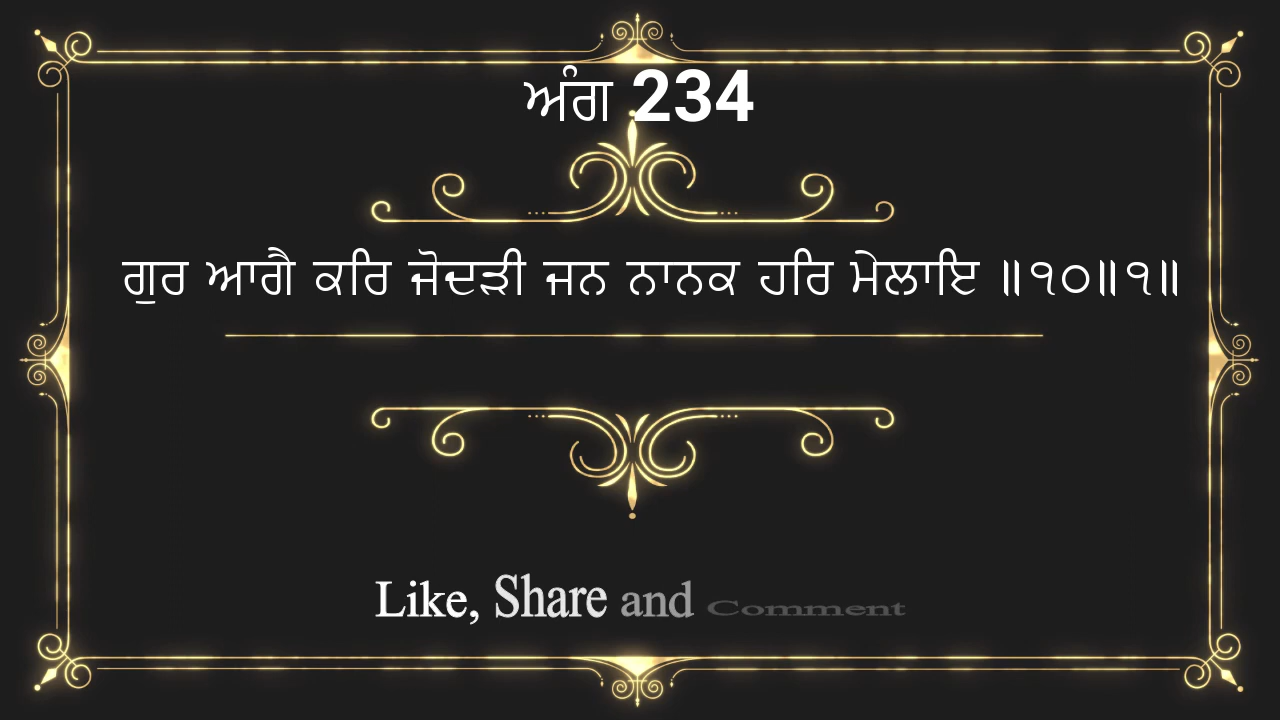 ਅੰਗ 234
ਗੁਰ ਆਗੈ ਕਰਿ ਜੋਦੜੀ ਜਨ ਨਾਨਕ ਹਰਿ ਮੇਲਾਇ ॥੧੦॥੧॥
Like, Share and Comment